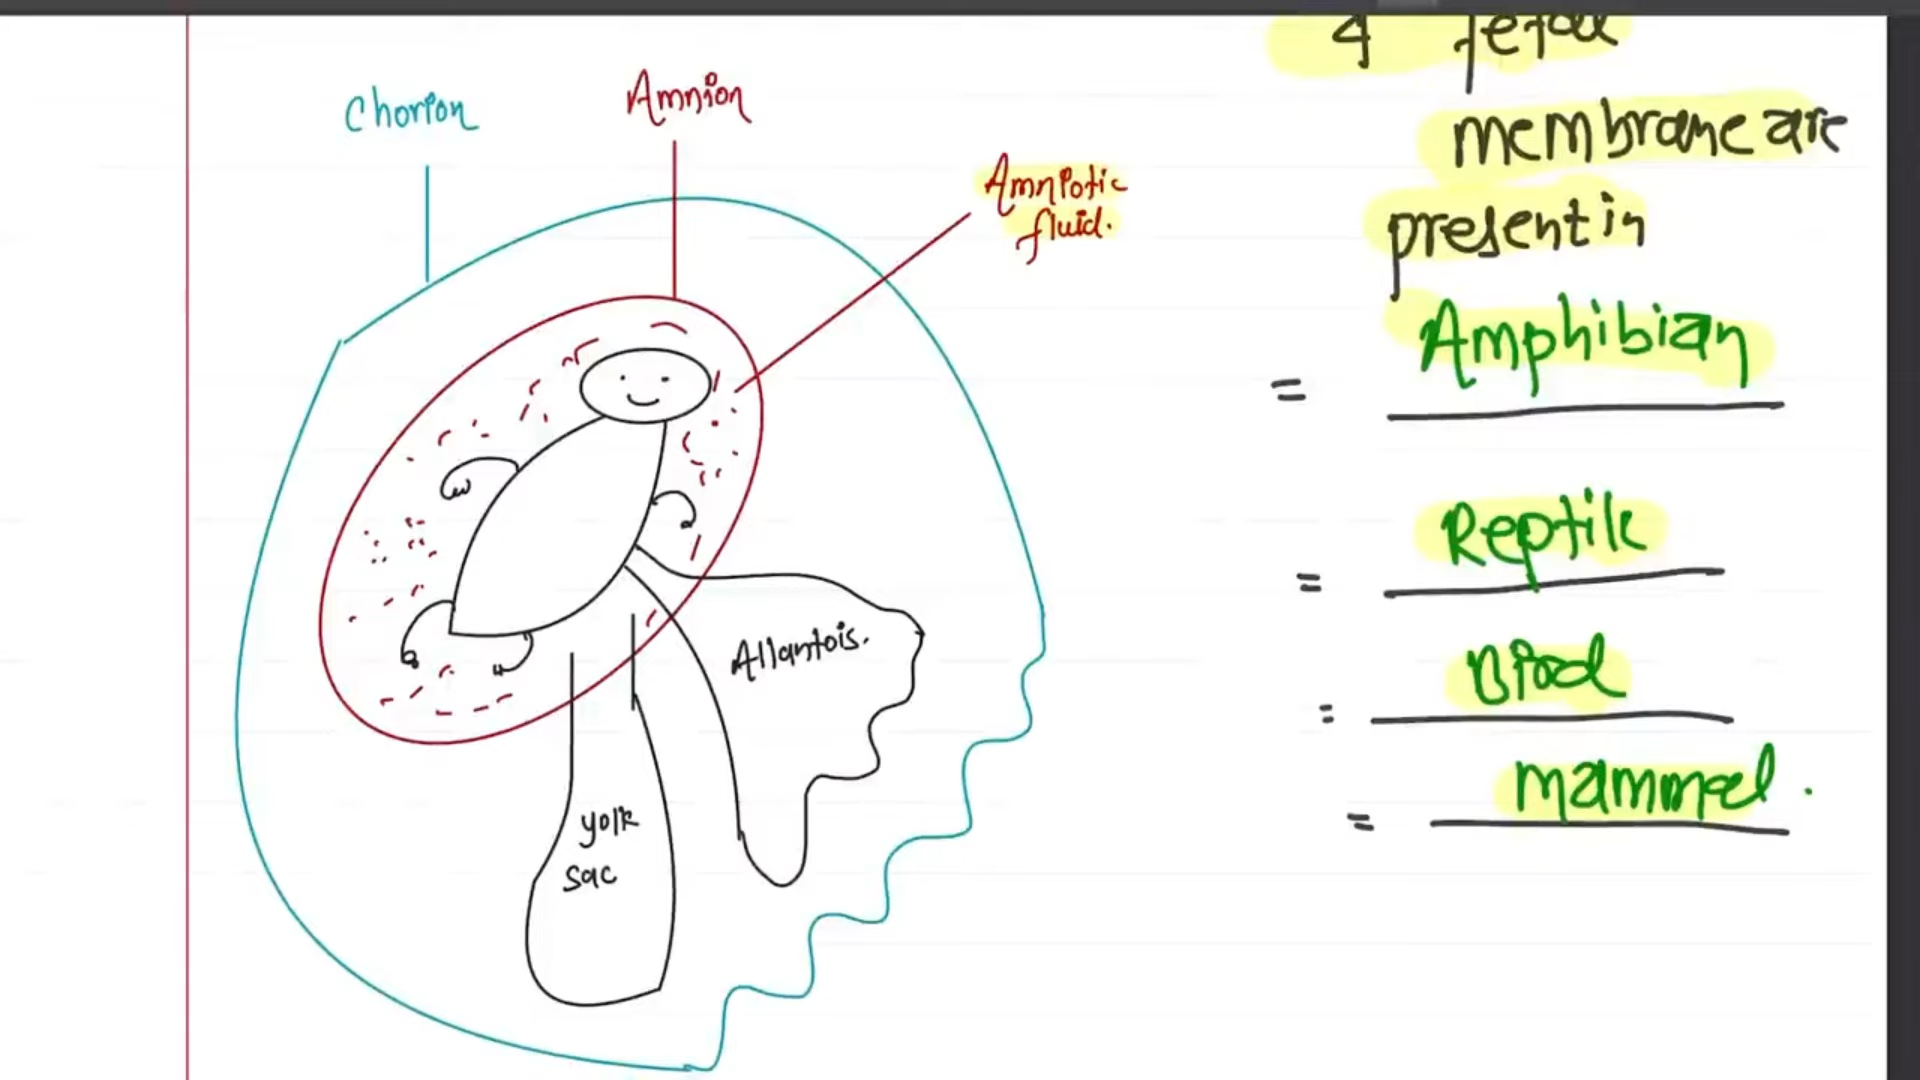 Chorion
Amnion
Amniotic
fluid.
Allantois.
yolk
sac
4 fetal
membrane are
present in
= Amphibian
= Reptile
= Bird
= mammal.